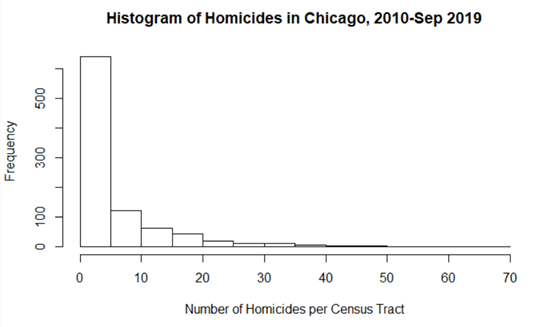 Histogram of Homicides in Chicago, 2010-Sep 2019
Frequency
500
300
100
0
0 10 20 30 40 50 60 70
Number of Homicides per Census Tract